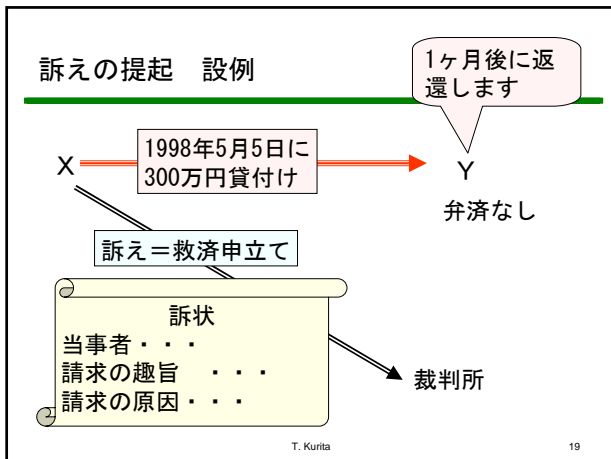 訴えの提起　設例
1ヶ月後に返
還します
X
1998年5月5日に
300万円貸付け
Y
弁済なし
訴え＝救済申立て
訴状
当事者・・・
請求の趣旨　・・・
請求の原因・・・
裁判所
T. Kurita
19